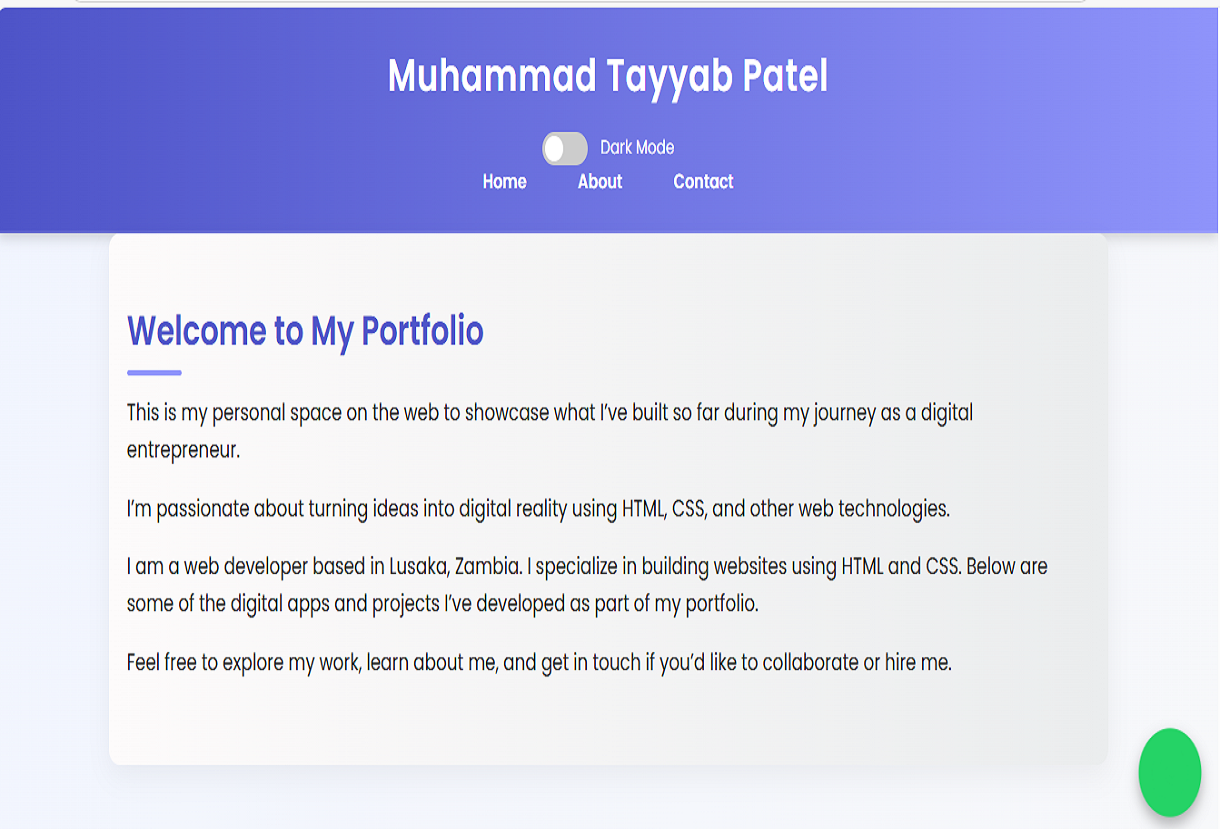 Muhammad Tayyab Patel
Dark Mode
Home About Contact
Welcome to My Portfolio
This is my personal space on the web to showcase what I’ve built so far during my journey as a digital
entrepreneur.
I’m passionate about turning ideas into digital reality using HTML, CSS, and other web technologies.
I am a web developer based in Lusaka, Zambia. I specialize in building websites using HTML and CSS. Below are
some of the digital apps and projects I’ve developed as part of my portfolio.
Feel free to explore my work, learn about me, and get in touch if you’d like to collaborate or hire me.